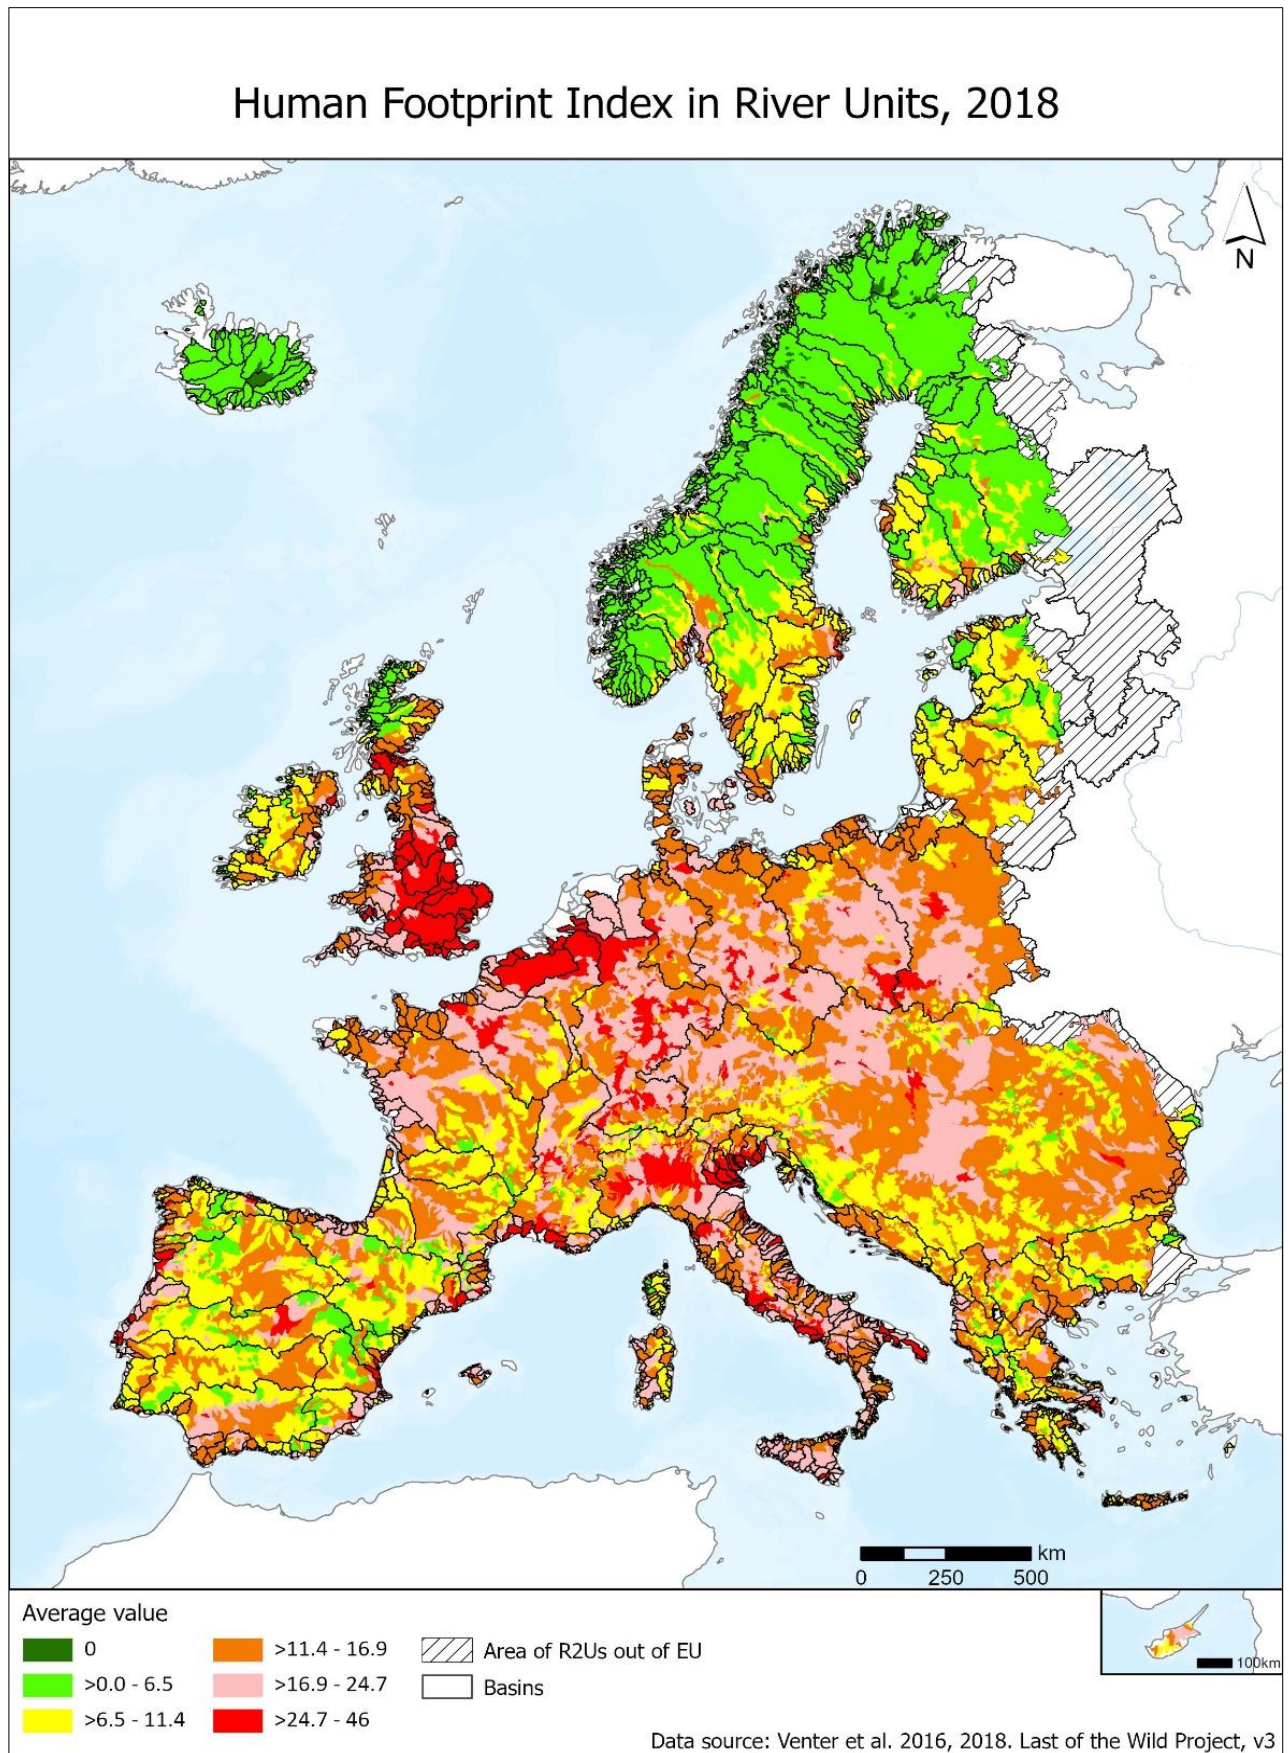 Human Footprint Index in River Units, 2018
N
km
0 250 500
100km
Average value
0
>0.0 - 6.5
>6.5 - 11.4
>11.4 - 16.9
>16.9 - 24.7
>24.7 - 46
Area of R2Us out of EU
Basins
Data source: Venter et al. 2016, 2018. Last of the Wild Project, v3